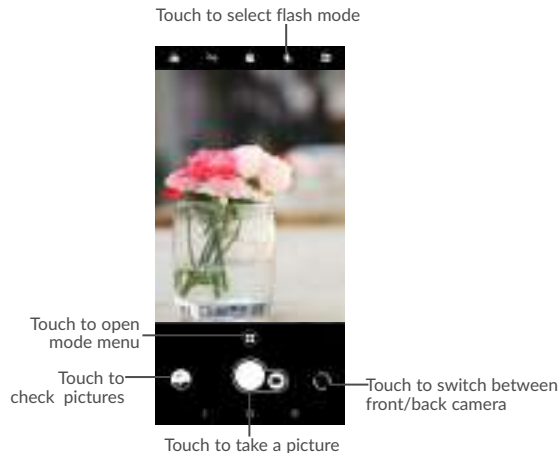 Touch to select flash mode
Touch to open
mode menu
Touch to
check pictures
Touch to switch between
front/back camera
Touch to take a picture